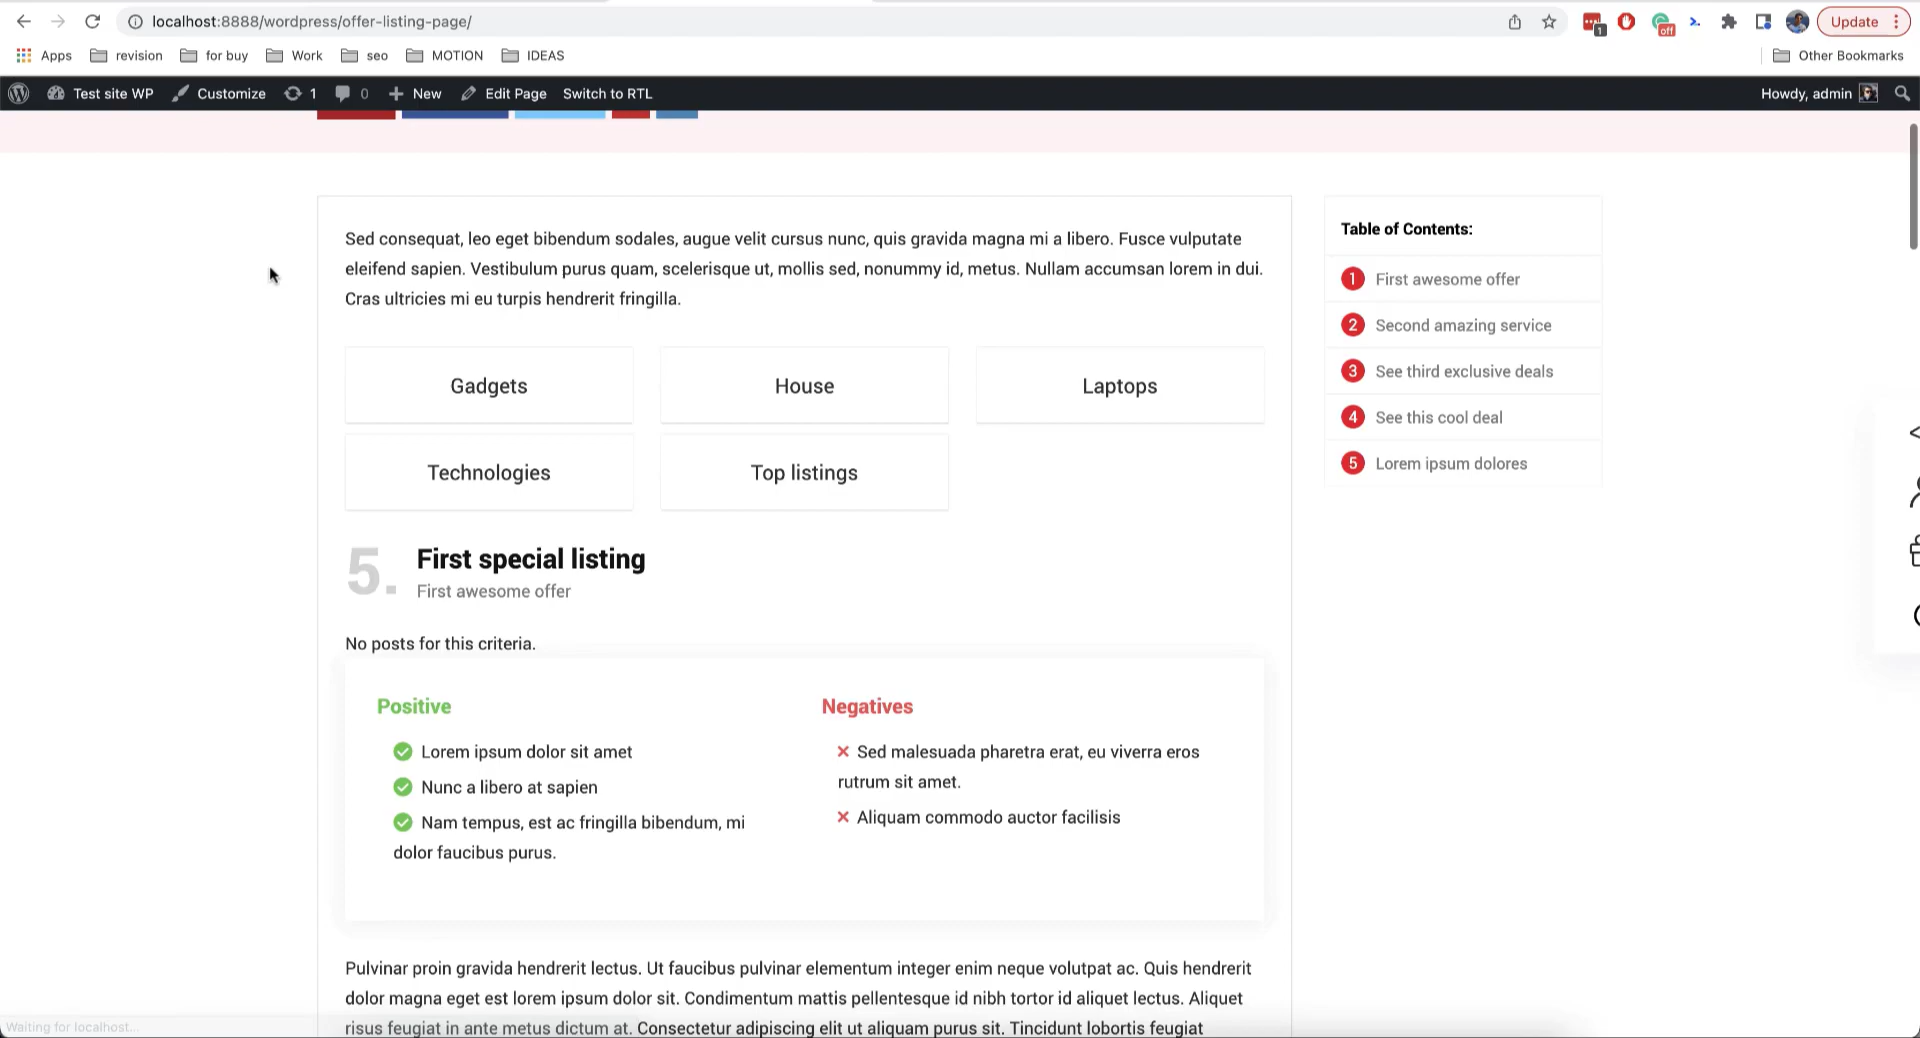 localhost:8888/wordpress/offer-listing-page/
1
off
Update
Apps
revision
for buy
Work
seo
MOTION
IDEAS
Other Bookmarks
Test site WP
Customize
1
0
New
Edit Page
Switch to RTL
Howdy, admin
Sed consequat, leo eget bibendum sodales, augue velit cursus nunc, quis gravida magna mi a libero. Fusce vulputate
eleifend sapien. Vestibulum purus quam, scelerisque ut, mollis sed, nonummy id, metus. Nullam accumsan lorem in dui.
Cras ultricies mi eu turpis hendrerit fringilla.
Gadgets
House
Laptops
Technologies
Top listings
5.
First special listing
First awesome offer
No posts for this criteria.
Positive
Lorem ipsum dolor sit amet
Nunc a libero at sapien
Nam tempus, est ac fringilla bibendum, mi
dolor faucibus purus.
Negatives
Sed malesuada pharetra erat, eu viverra eros
rutrum sit amet.
Aliquam commodo auctor facilisis
Pulvinar proin gravida hendrerit lectus. Ut faucibus pulvinar elementum integer enim neque volutpat ac. Quis hendrerit
dolor magna eget est lorem ipsum dolor sit. Condimentum mattis pellentesque id nibh tortor id aliquet lectus. Aliquet
risus feugiat in ante metus dictum at. Consectetur adipiscing elit ut aliquam purus sit. Tincidunt lobortis feugiat
Table of Contents:
1 First awesome offer
2 Second amazing service
3 See third exclusive deals
4 See this cool deal
5 Lorem ipsum dolores
Waiting for localhost...